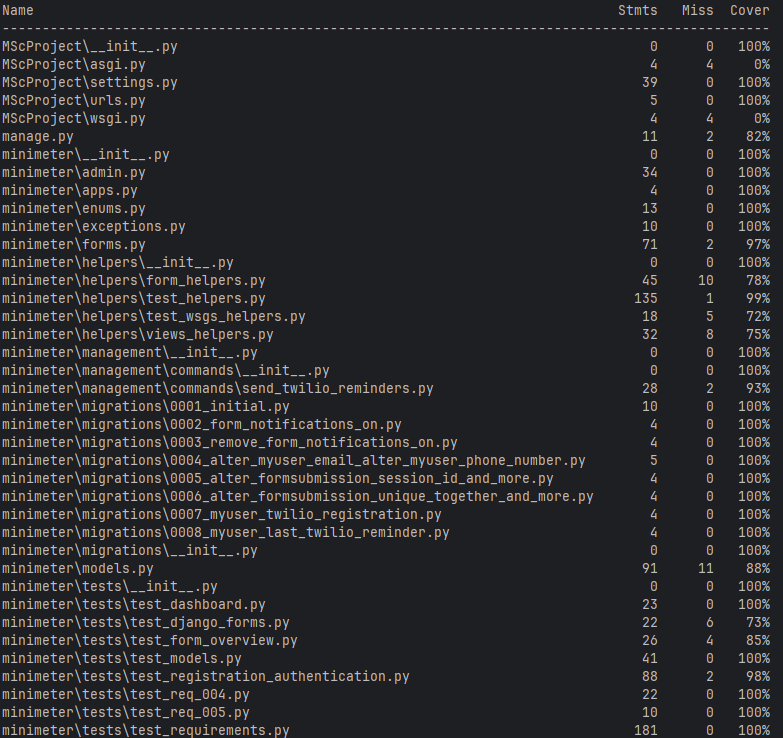 Name Stmts Miss Cover
---------------------------------------------------------------------------------------------
MScProject\__init__.py 0 0 100%
MScProject\asgi.py 4 4 0%
MScProject\settings.py 39 0 100%
MScProject\urls.py 5 0 100%
MScProject\wsgi.py 4 4 0%
manage.py 11 2 82%
minimeter\__init__.py 0 0 100%
minimeter\admin.py 34 0 100%
minimeter\apps.py 4 0 100%
minimeter\enums.py 13 0 100%
minimeter\exceptions.py 10 0 100%
minimeter\forms.py 71 2 97%
minimeter\helpers\__init__.py 0 0 100%
minimeter\helpers\form_helpers.py 45 10 78%
minimeter\helpers\test_helpers.py 135 1 99%
minimeter\helpers\test_wsgs_helpers.py 18 5 72%
minimeter\helpers\views_helpers.py 32 8 75%
minimeter\management\__init__.py 0 0 100%
minimeter\management\commands\__init__.py 0 0 100%
minimeter\management\commands\send_twilio_reminders.py 28 2 93%
minimeter\migrations\0001_initial.py 10 0 100%
minimeter\migrations\0002_form_notifications_on.py 4 0 100%
minimeter\migrations\0003_remove_form_notifications_on.py 4 0 100%
minimeter\migrations\0004_alter_myuser_email_alter_myuser_phone_number.py 5 0 100%
minimeter\migrations\0005_alter_formsubmission_session_id_and_more.py 4 0 100%
minimeter\migrations\0006_alter_formsubmission_unique_together_and_more.py 4 0 100%
minimeter\migrations\0007_myuser_twilio_registration.py 4 0 100%
minimeter\migrations\0008_myuser_last_twilio_reminder.py 4 0 100%
minimeter\migrations\__init__.py 0 0 100%
minimeter\models.py 91 11 88%
minimeter\tests\__init__.py 0 0 100%
minimeter\tests\test_dashboard.py 23 0 100%
minimeter\tests\test_django_forms.py 22 6 73%
minimeter\tests\test_form_overview.py 26 4 85%
minimeter\tests\test_models.py 41 0 100%
minimeter\tests\test_registration_authentication.py 88 2 98%
minimeter\tests\test_req_004.py 22 0 100%
minimeter\tests\test_req_005.py 10 0 100%
minimeter\tests\test_requirements.py 181 0 100%